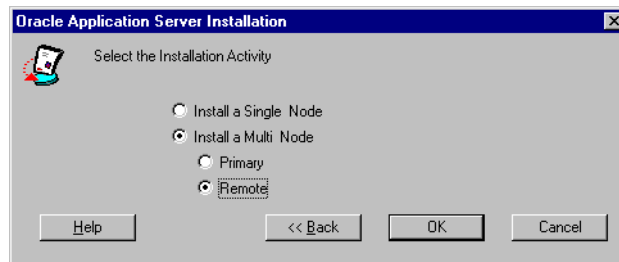 Oracle Application Server Installation
Select the Installation Activity
Install a Single Node
Install a Multi Node
Primary
Remote
Help << Back OK Cancel